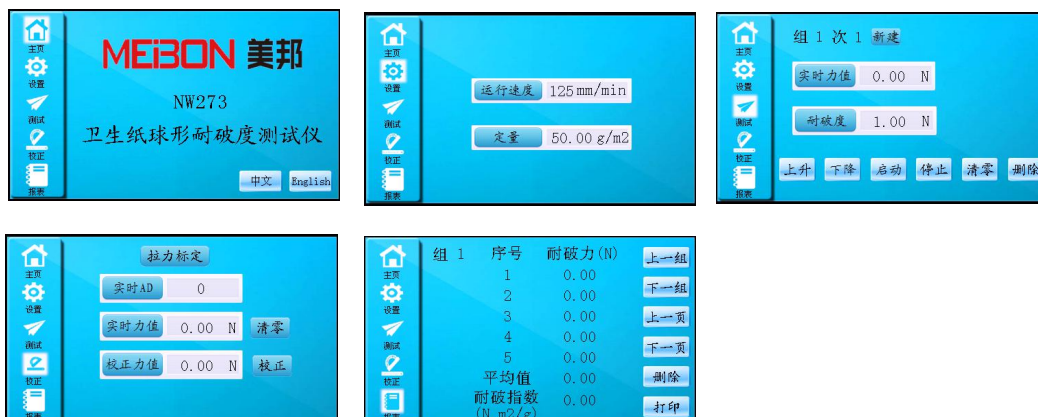 主页
设置
测试
校正
报表
MEiBON 美邦
NW273
卫生纸球形耐破度测试仪
中文 English
主页
设置
测试
校正
报表
运行速度 125 mm/min
定量 50.00 g/m2
主页
设置
测试
校正
报表
组 1 次 1 新建
实时力值 0.00 N
耐破度 1.00 N
上升 下降 启动 停止 清零 删除
主页
设置
测试
校正
报表
拉力标定
实时AD 0
实时力值 0.00 N 清零
校正力值 0.00 N 校正
主页
设置
测试
校正
报表
组 1 序号 耐破力(N) 上一组
1 0.00
2 0.00 下一组
3 0.00 上一页
4 0.00 下一页
5 0.00
平均值 0.00 删除
耐破指数 0.00 打印
(N.m2/g)